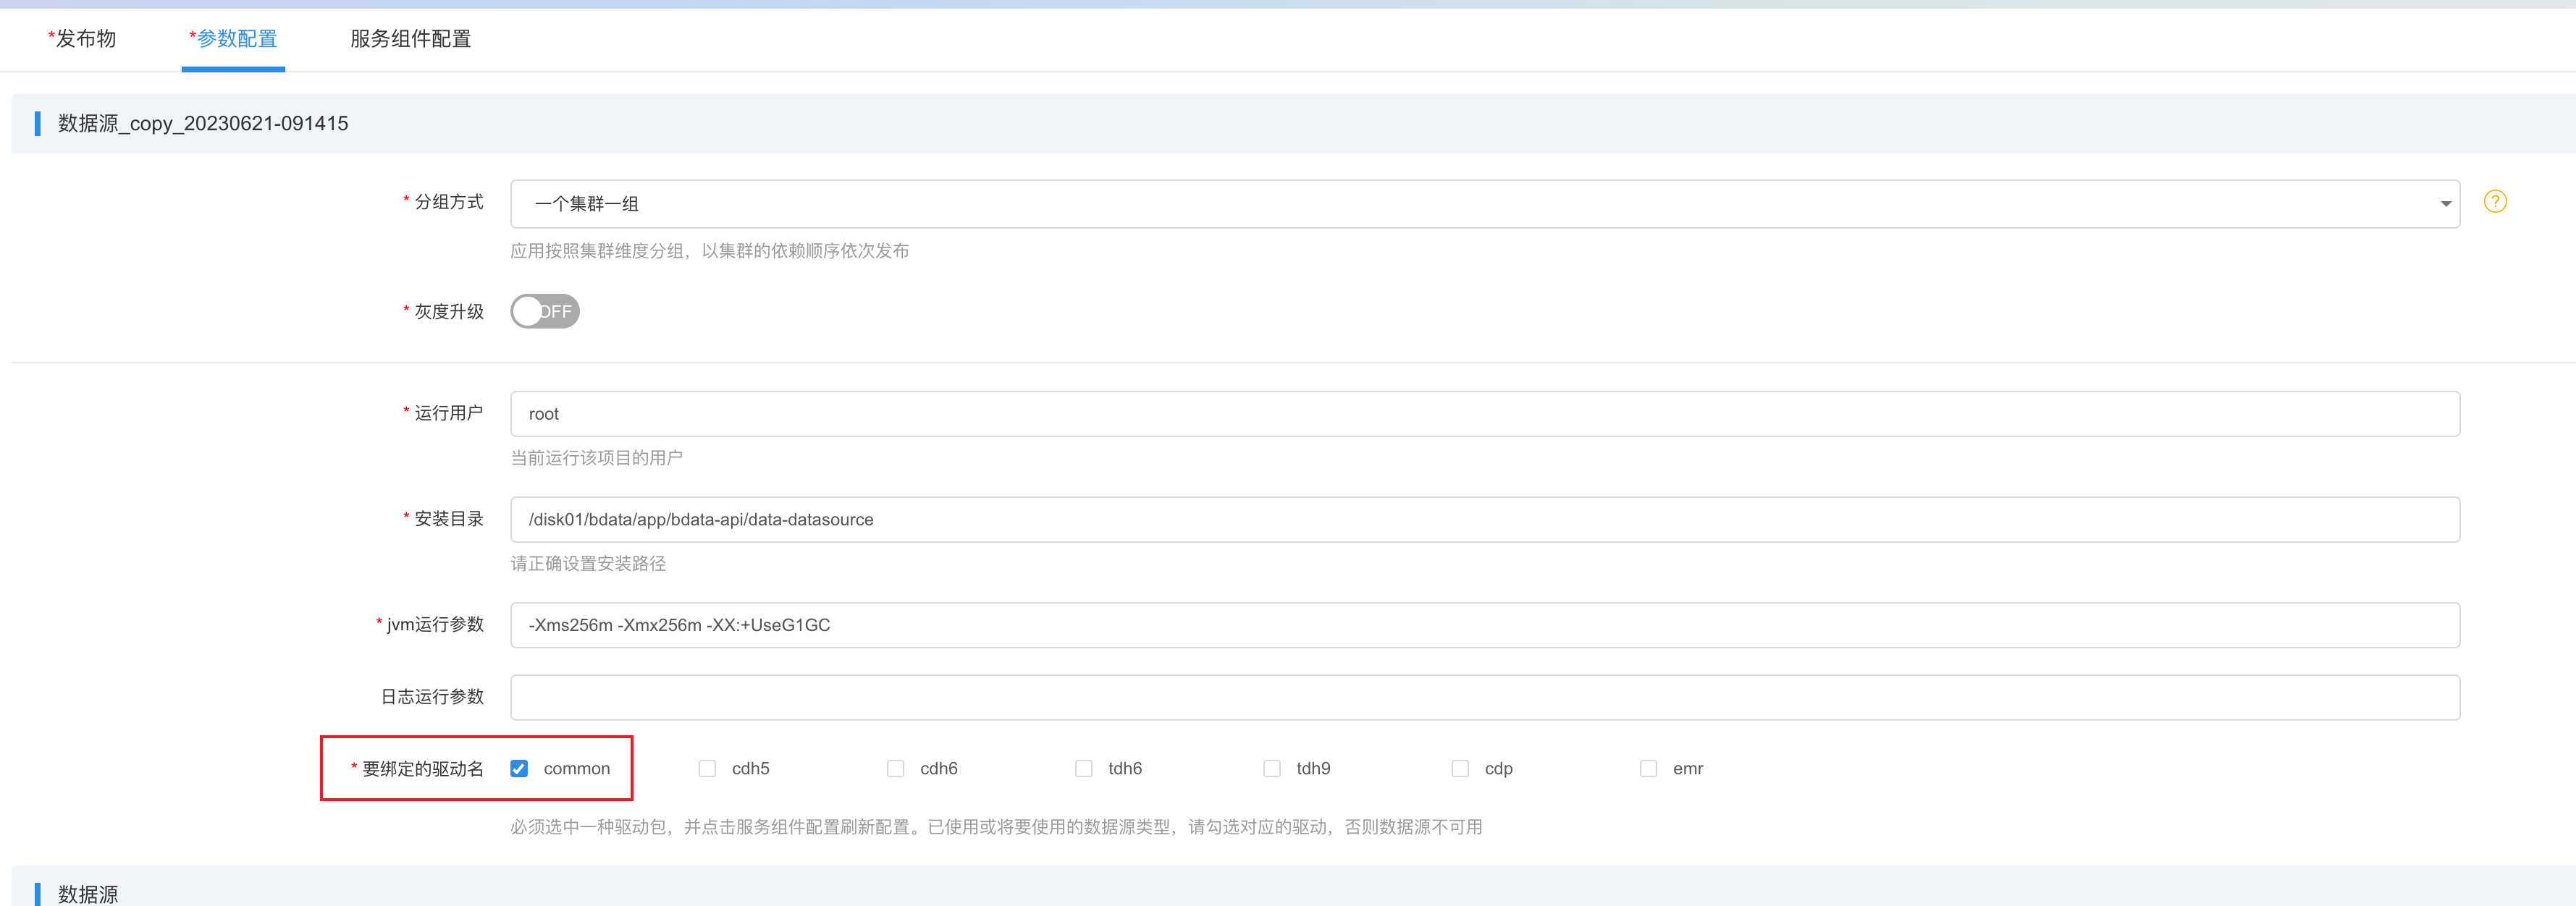 *发布物 *参数配置 服务组件配置
数据源_copy_20230621-091415
* 分组方式 一个集群一组 ?
应用按照集群维度分组，以集群的依赖顺序依次发布
* 灰度升级 OFF
* 运行用户 root
当前运行该项目的用户
* 安装目录 /disk01/bdata/app/bdata-api/data-datasource
请正确设置安装路径
* jvm运行参数 -Xms256m -Xmx256m -XX:+UseG1GC
日志运行参数
* 要绑定的驱动名 common cdh5 cdh6 tdh6 tdh9 cdp emr
必须选中一种驱动包，并点击服务组件配置刷新配置。已使用或将要使用的数据源类型，请勾选对应的驱动，否则数据源不可用
数据源